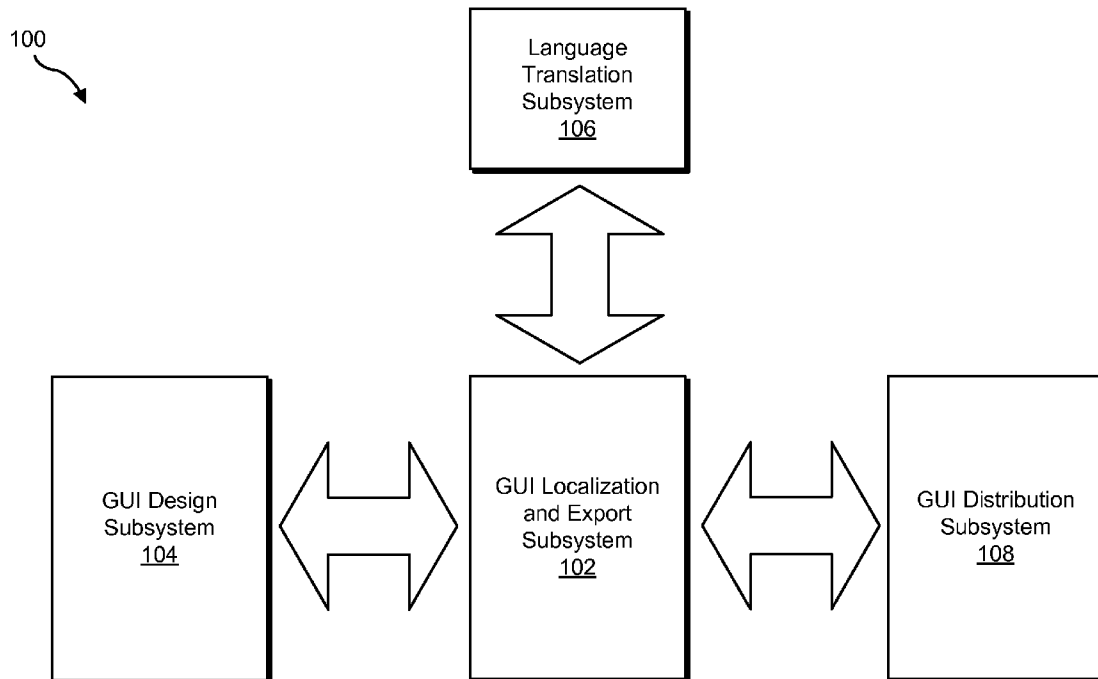 100
Language
Translation
Subsystem
106
GUI Design
Subsystem
104
GUI Localization
and Export
Subsystem
102
GUI Distribution
Subsystem
108